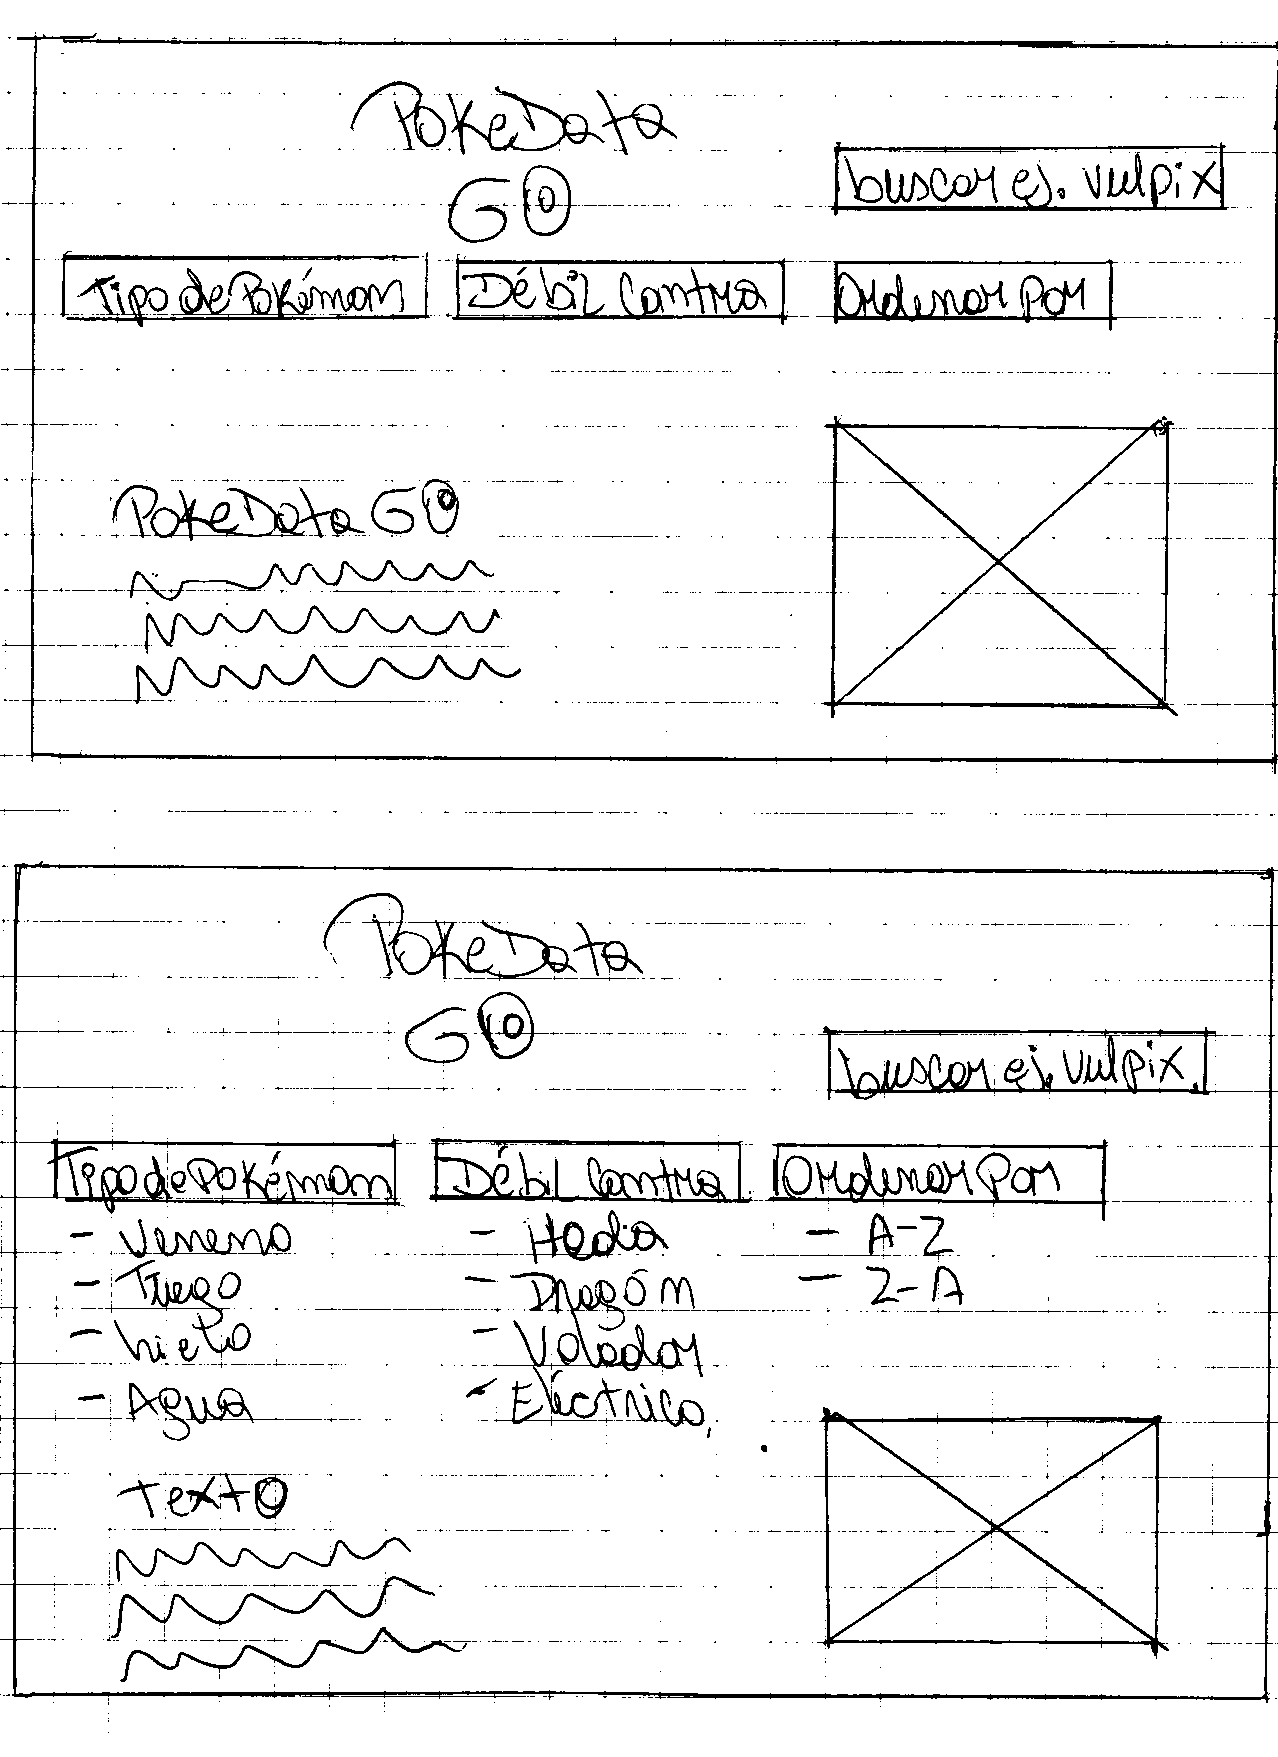 PokeData
GO
buscar ej. vulpix
Tipo de Pokémon Débil Contra Ordenar Por
PokeData GO
PokeData
GO
buscar ej. vulpix.
Tipo de Pokémon Débil Contra Ordenar Por
- Veneno - Hada - A-Z
- Fuego - Dragón - Z-A
- hielo - Volador
- Agua - Eléctrico
Texto